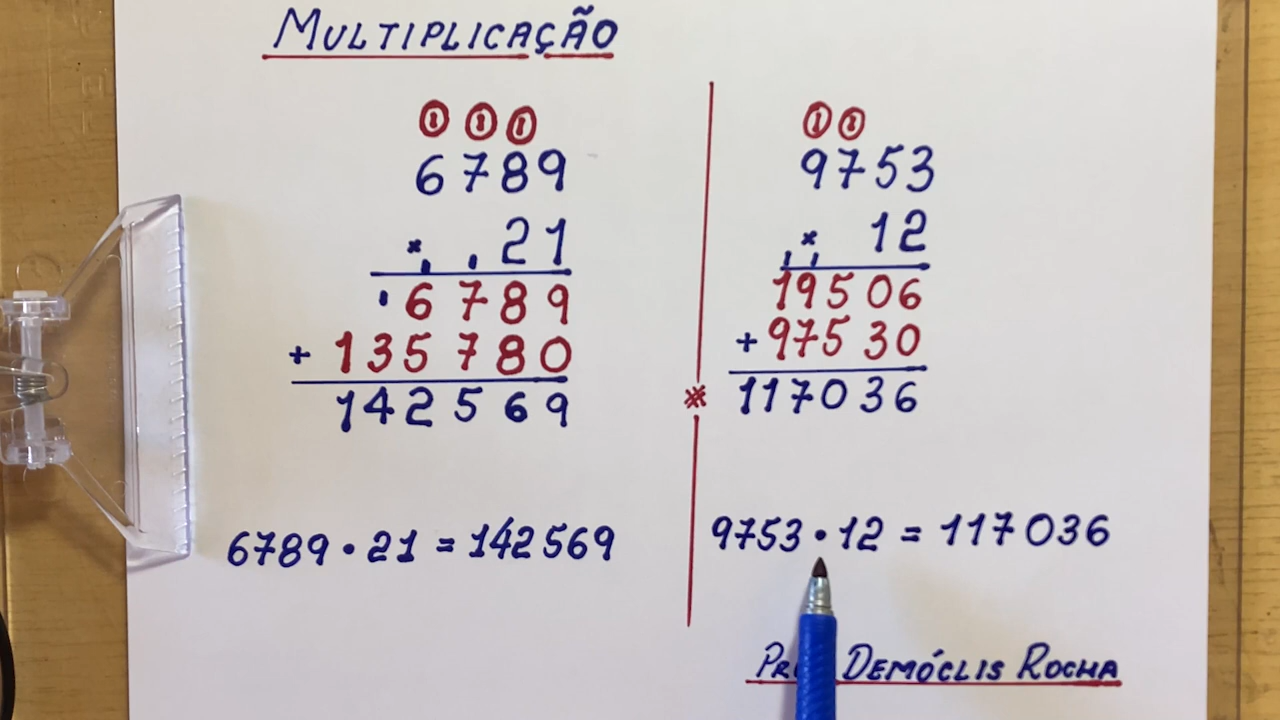 MULTIPLICAÇÃO
① ① ①
6789
× 21
6789
+ 135780
142569
6789 • 21 = 142569
① ①
9753
× 12
19506
+ 97530
117036
※
9753 • 12 = 117036
DEMÓCLIS ROCHA